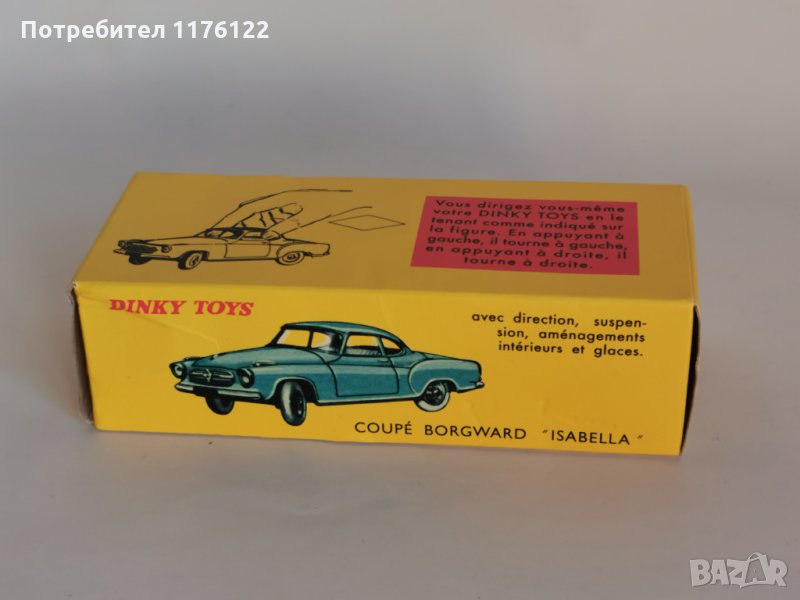 Потребител 1176122
Vous dirigez vous-même
votre DINKY TOYS en le
tenant comme indiqué sur
la figure. En appuyant à
gauche, il tourne à gauche,
en appuyant à droite, il
tourne à droite.
DINKY TOYS
avec direction, suspen-
sion, aménagements
intérieurs et glaces.
COUPÉ BORGWARD "ISABELLA"
BAZAR